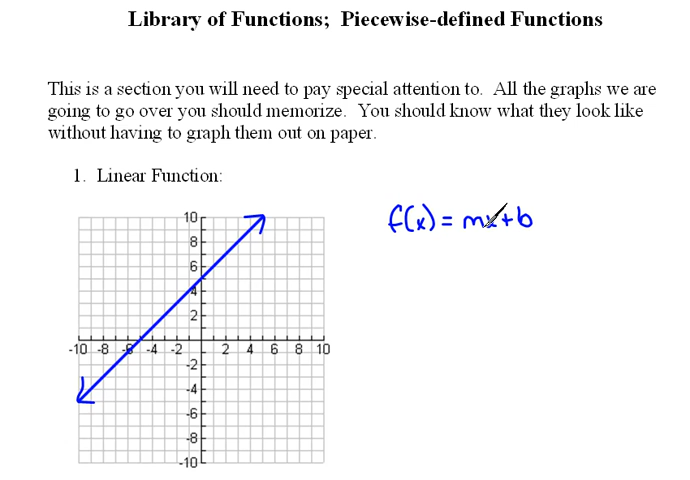 Library of Functions; Piecewise-defined Functions
This is a section you will need to pay special attention to. All the graphs we are
going to go over you should memorize. You should know what they look like
without having to graph them out on paper.
1. Linear Function:
f(x) = mx+b
10
8
6
4
2
-10 -8 -6 -4 -2 2 4 6 8 10
-2
-4
-6
-8
-10